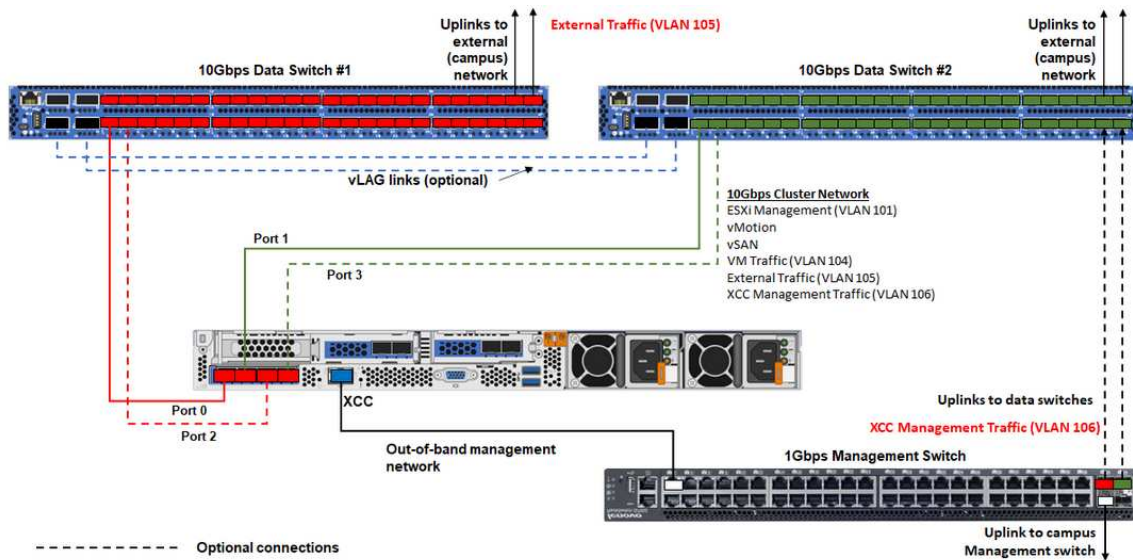 Uplinks to
external
(campus)
network
External Traffic (VLAN 105)
Uplinks to
external
(campus)
network
10Gbps Data Switch #1
10Gbps Data Switch #2
vLAG links (optional)
10Gbps Cluster Network
ESXi Management (VLAN 101)
vMotion
vSAN
VM Traffic (VLAN 104)
External Traffic (VLAN 105)
XCC Management Traffic (VLAN 106)
Port 1
Port 3
XCC
Port 0
Port 2
Uplinks to data switches
XCC Management Traffic (VLAN 106)
Out-of-band management
network
1Gbps Management Switch
Lenovo
Uplink to campus
Management switch
Optional connections